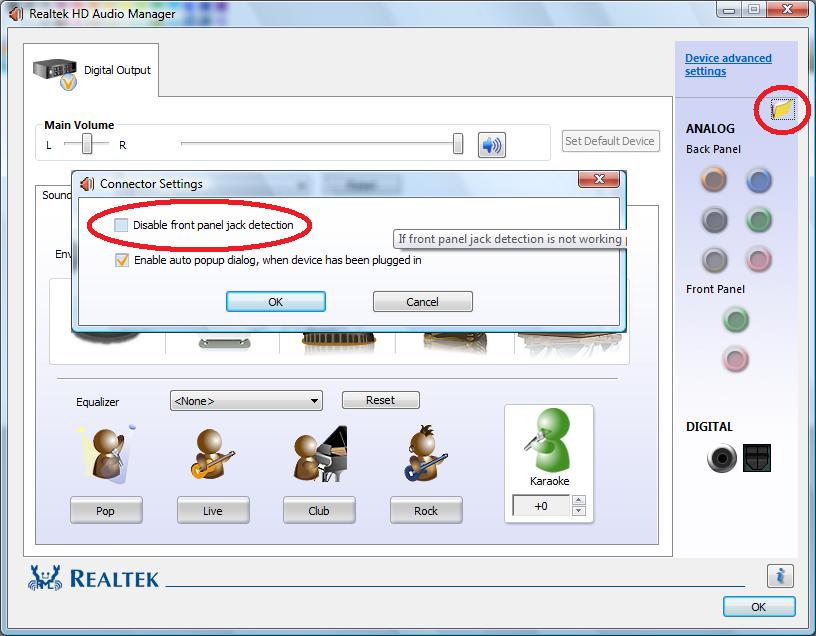 Realtek HD Audio Manager
Digital Output
Device advanced
settings
Main Volume
L
R
Set Default Device
ANALOG
Back Panel
Connector Settings
Sound
Disable front panel jack detection
If front panel jack detection is not working
Env
Enable auto popup dialog, when device has been plugged in
OK
Cancel
Front Panel
Equalizer
<None>
Reset
DIGITAL
Karaoke
+0
Pop
Live
Club
Rock
REALTEK
i
OK